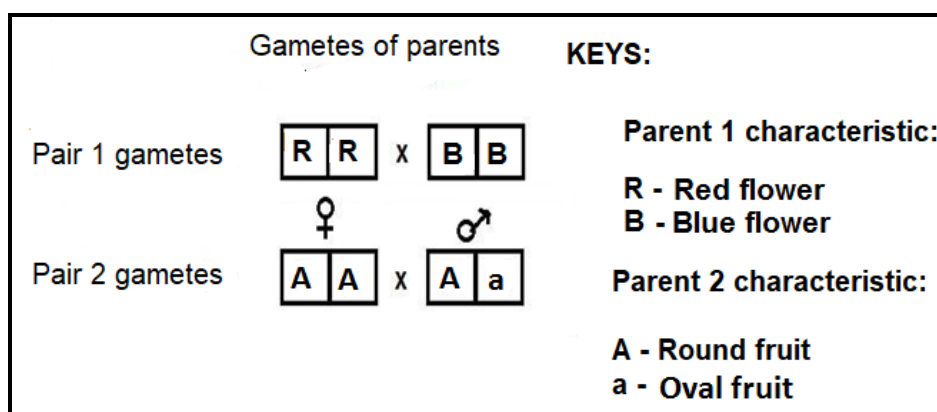 Gametes of parents
KEYS:
Pair 1 gametes R R x B B
Parent 1 characteristic:
R - Red flower
B - Blue flower
♀ ♂
Pair 2 gametes A A x A a
Parent 2 characteristic:
A - Round fruit
a - Oval fruit